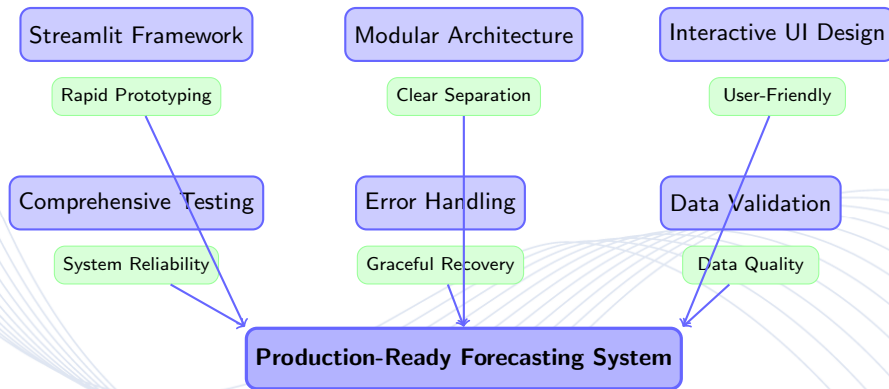 Streamlit Framework
Modular Architecture
Interactive UI Design
Rapid Prototyping
Clear Separation
User-Friendly
Comprehensive Testing
Error Handling
Data Validation
System Reliability
Graceful Recovery
Data Quality
Production-Ready Forecasting System